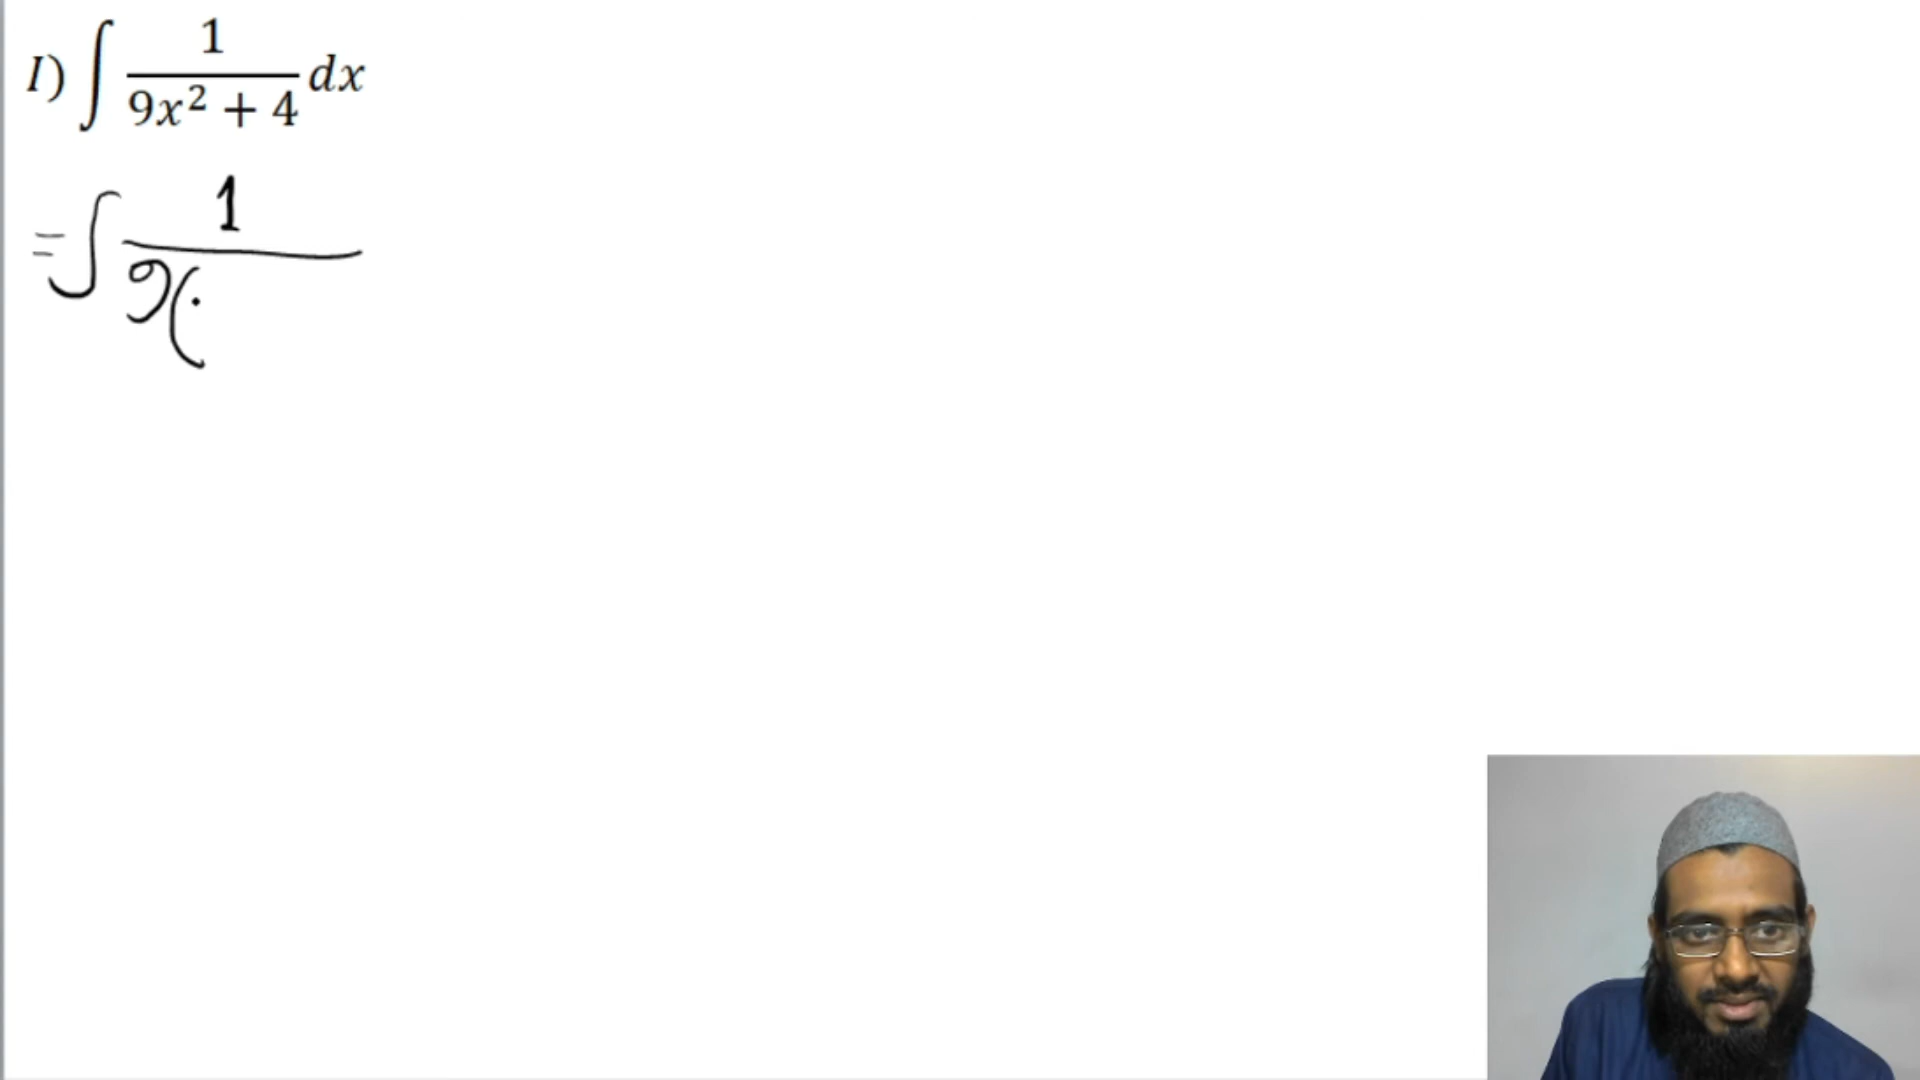 I) ∫ 1/(9x² + 4) dx
= ∫ 1/9(